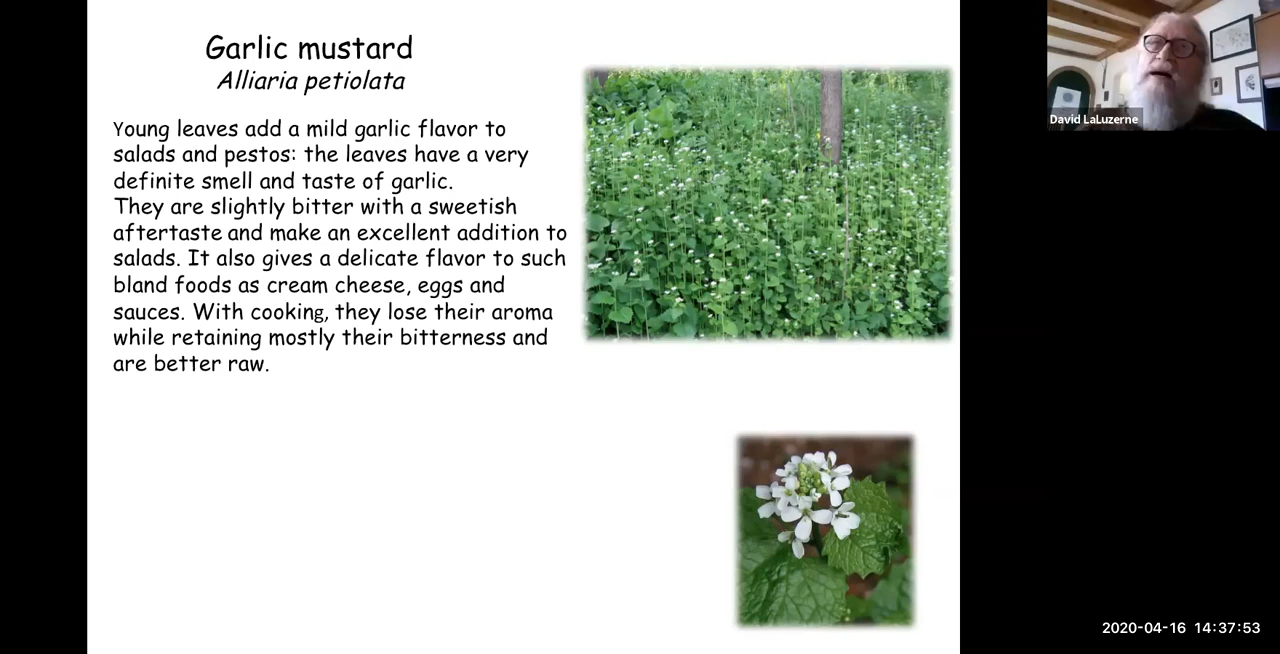 Garlic mustard
Alliaria petiolata
Young leaves add a mild garlic flavor to
salads and pestos: the leaves have a very
definite smell and taste of garlic.
They are slightly bitter with a sweetish
aftertaste and make an excellent addition to
salads. It also gives a delicate flavor to such
bland foods as cream cheese, eggs and
sauces. With cooking, they lose their aroma
while retaining mostly their bitterness and
are better raw.
David LaLuzerne
2020-04-16 14:37:53